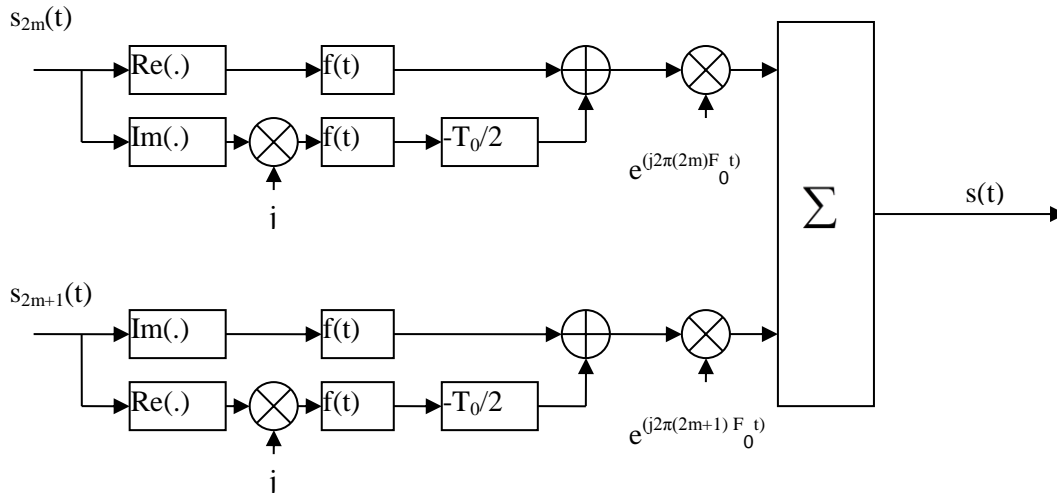 s₂ₘ(t)
Re(.) f(t)
Im(.) f(t) -T₀/2
j
e^(j2π(2m)F₀t)
∑
s(t)
s₂ₘ₊₁(t)
Im(.) f(t)
Re(.) f(t) -T₀/2
j
e^(j2π(2m+1) F₀t)